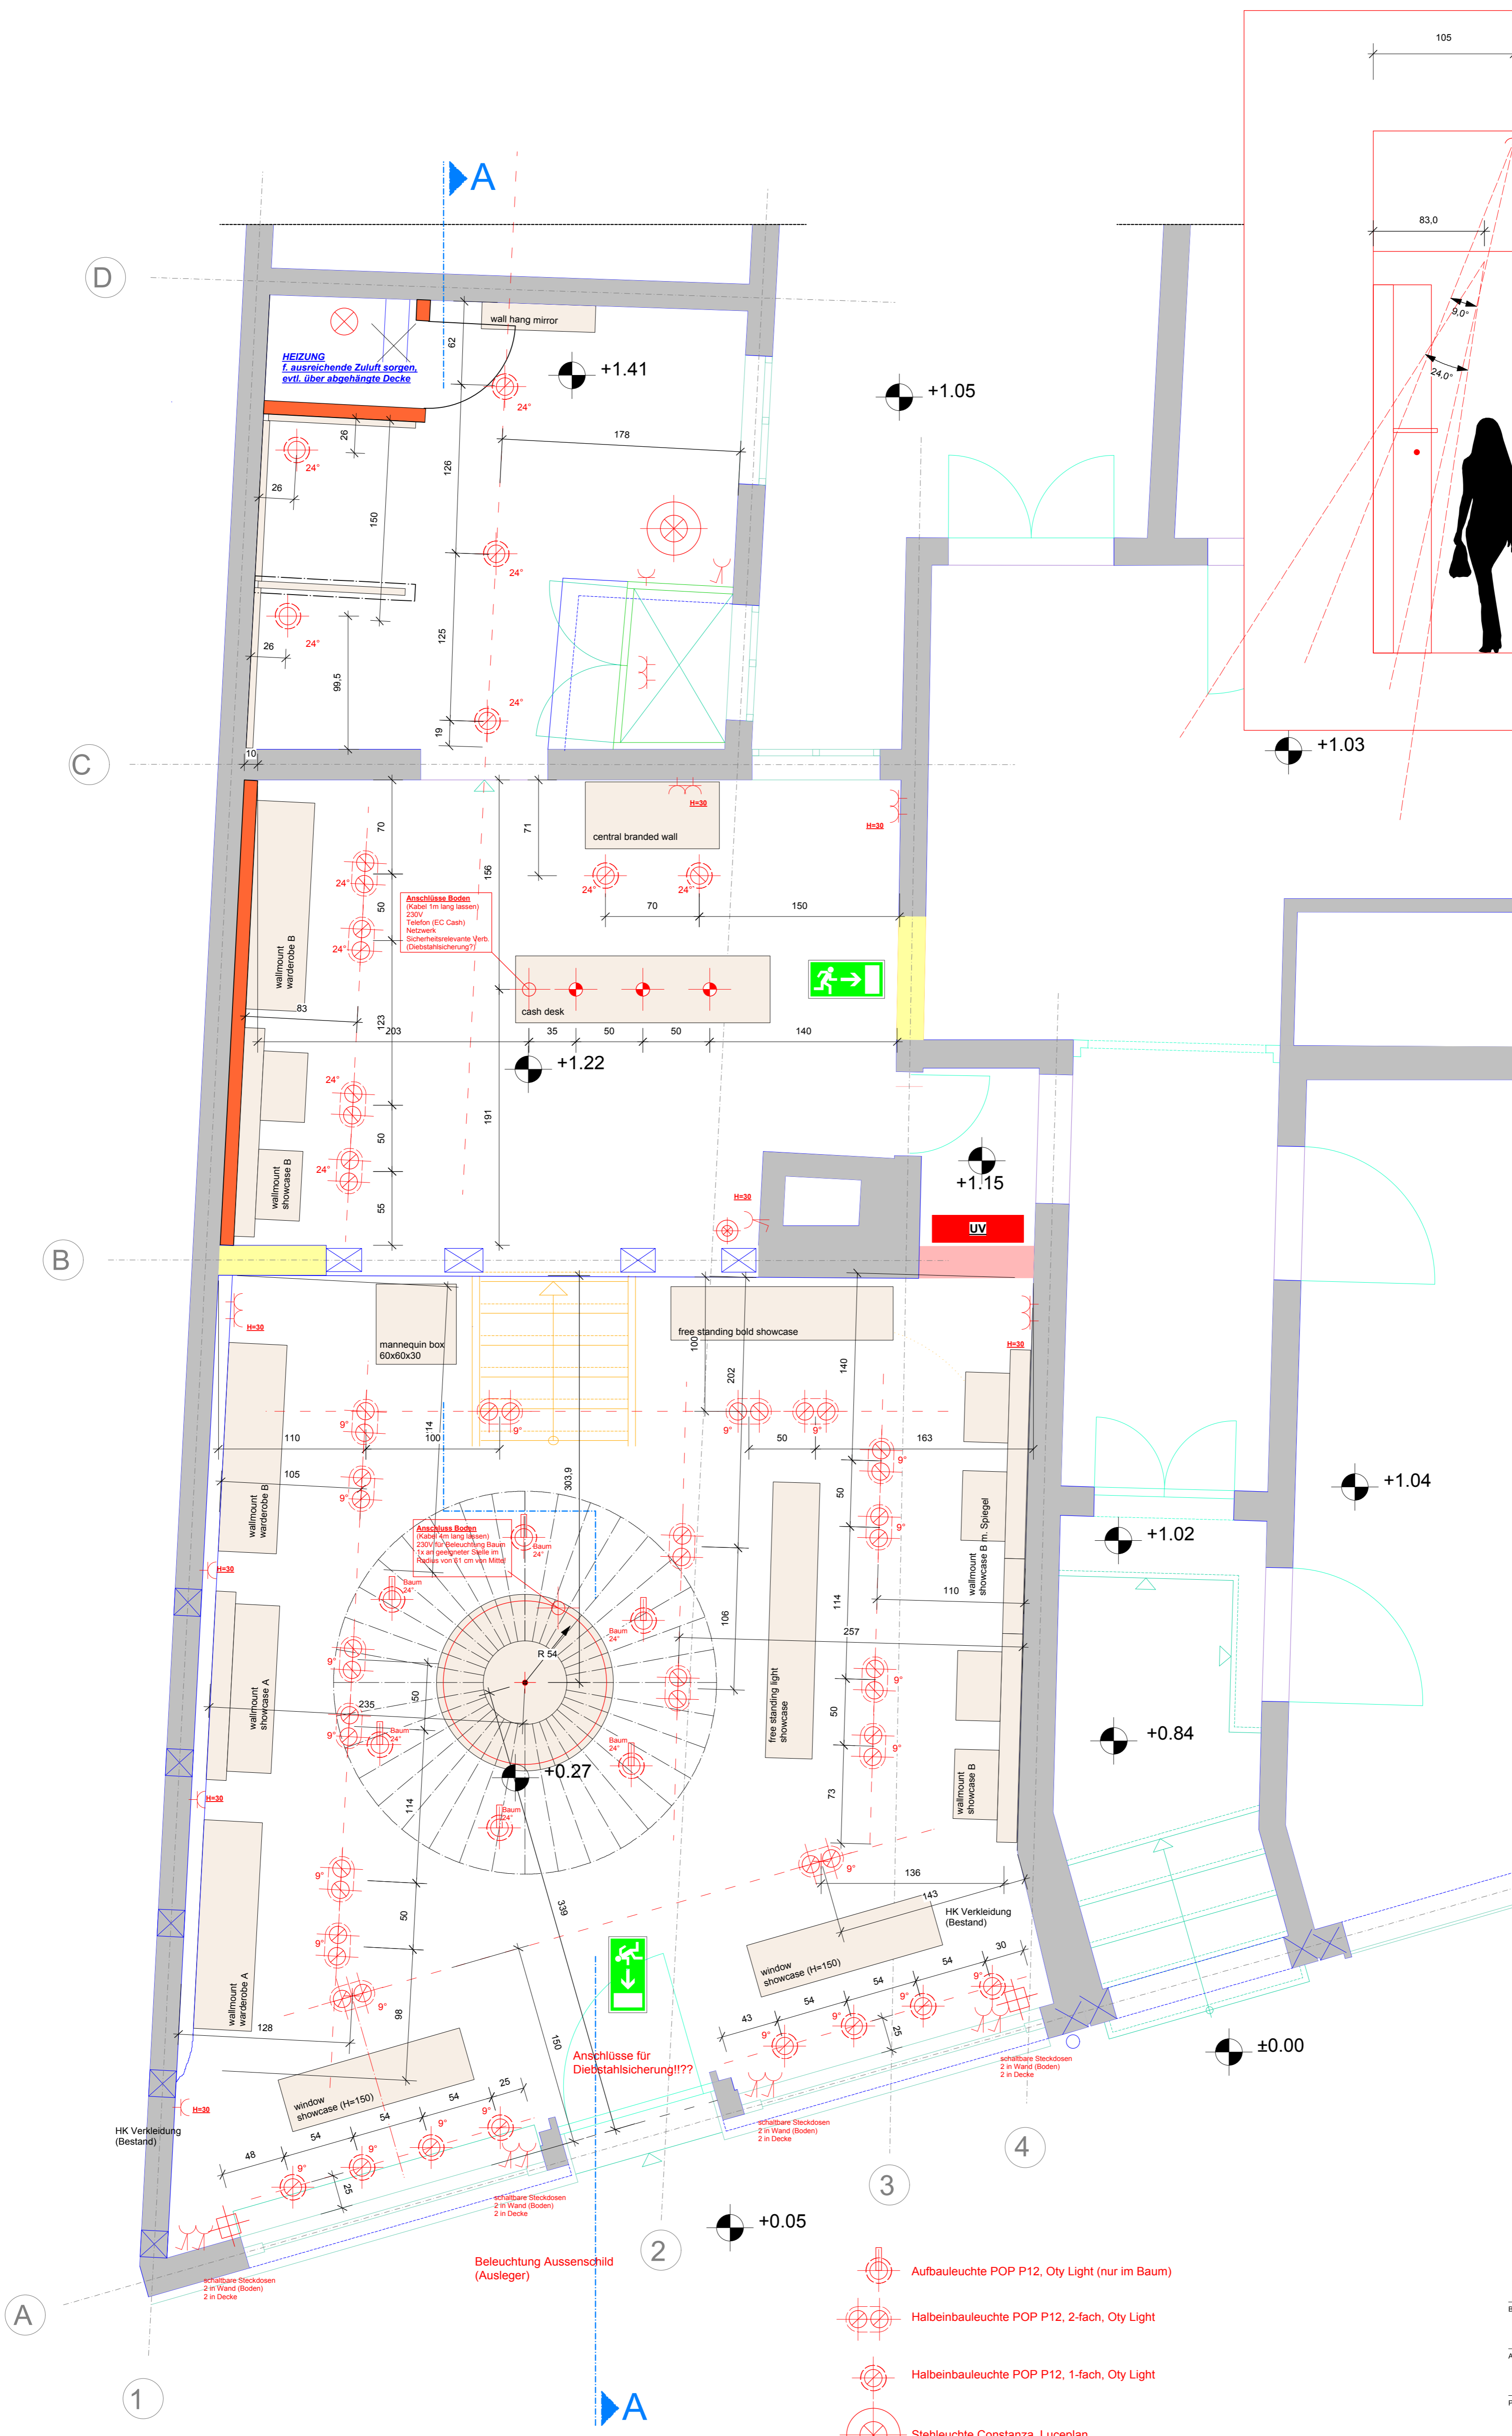 105
A
83,0
D
wall hang mirror
HEIZUNG
f. ausreichende Zuluft sorgen,
evtl. über abgehängte Decke
62
+1.41
+1.05
9,0°
24,0°
24°
178
26
24°
126
26
150
24°
125
24°
26
99,5
24°
19
+1.03
C
10
H=30
H=30
central branded wall
70
71
156
24°
24°
24°
70
150
Anschlüsse Boden
(Kabel 1m lang lassen)
230V
Telefon (EC Cash)
Netzwerk
Sicherheitsrelevante Verb.
(Diebstahlsicherung?)
50
24°
wallmount
warderobe B
83
123
203
cash desk
35
50
50
140
+1.22
24°
191
50
24°
wallmount
showcase B
55
+1.15
H=30
UV
B
H=30
mannequin box
60x60x30
free standing bold showcase
H=30
100
202
140
9°
9°
9°
9°
110
100
114
50
163
9°
105
9°
303,9
50
wallmount
warderobe B
9°
+1.04
+1.02
Anschluss Boden
(Kabel 4m lang lassen)
230V für Beleuchtung Baum
1x an geeigneter Stelle im
Radius von 61 cm von Mittel
Baum
24°
wallmount
showcase B m. Spiegel
H=30
Baum
24°
110
114
106
Baum
24°
257
R 54
9°
9°
50
wallmount
showcase A
235
free standing light
showcase
50
9°
Baum
24°
Baum
24°
9°
+0.84
+0.27
H=30
114
Baum
24°
73
wallmount
showcase B
9°
9°
136
143
HK Verkleidung
(Bestand)
50
339
9°
window
showcase (H=150)
30
54
54
54
43
9°
9°
9°
9°
25
wallmount
warderobe A
9°
128
98
150
±0.00
Anschlüsse für
Diebstahlsicherung!!??
schaltbare Steckdosen
2 in Wand (Boden)
2 in Decke
H=30
HK Verkleidung
(Bestand)
window
showcase (H=150)
25
54
54
54
48
9°
9°
9°
9°
25
schaltbare Steckdosen
2 in Wand (Boden)
2 in Decke
4
3
schaltbare Steckdosen
2 in Wand (Boden)
2 in Decke
+0.05
2
Beleuchtung Aussenschild
(Ausleger)
schaltbare Steckdosen
2 in Wand (Boden)
2 in Decke
A
1
A
Aufbauleuchte POP P12, Oty Light (nur im Baum)
Halbeinbauleuchte POP P12, 2-fach, Oty Light
Halbeinbauleuchte POP P12, 1-fach, Oty Light
Stehleuchte Constanza, Luceplan